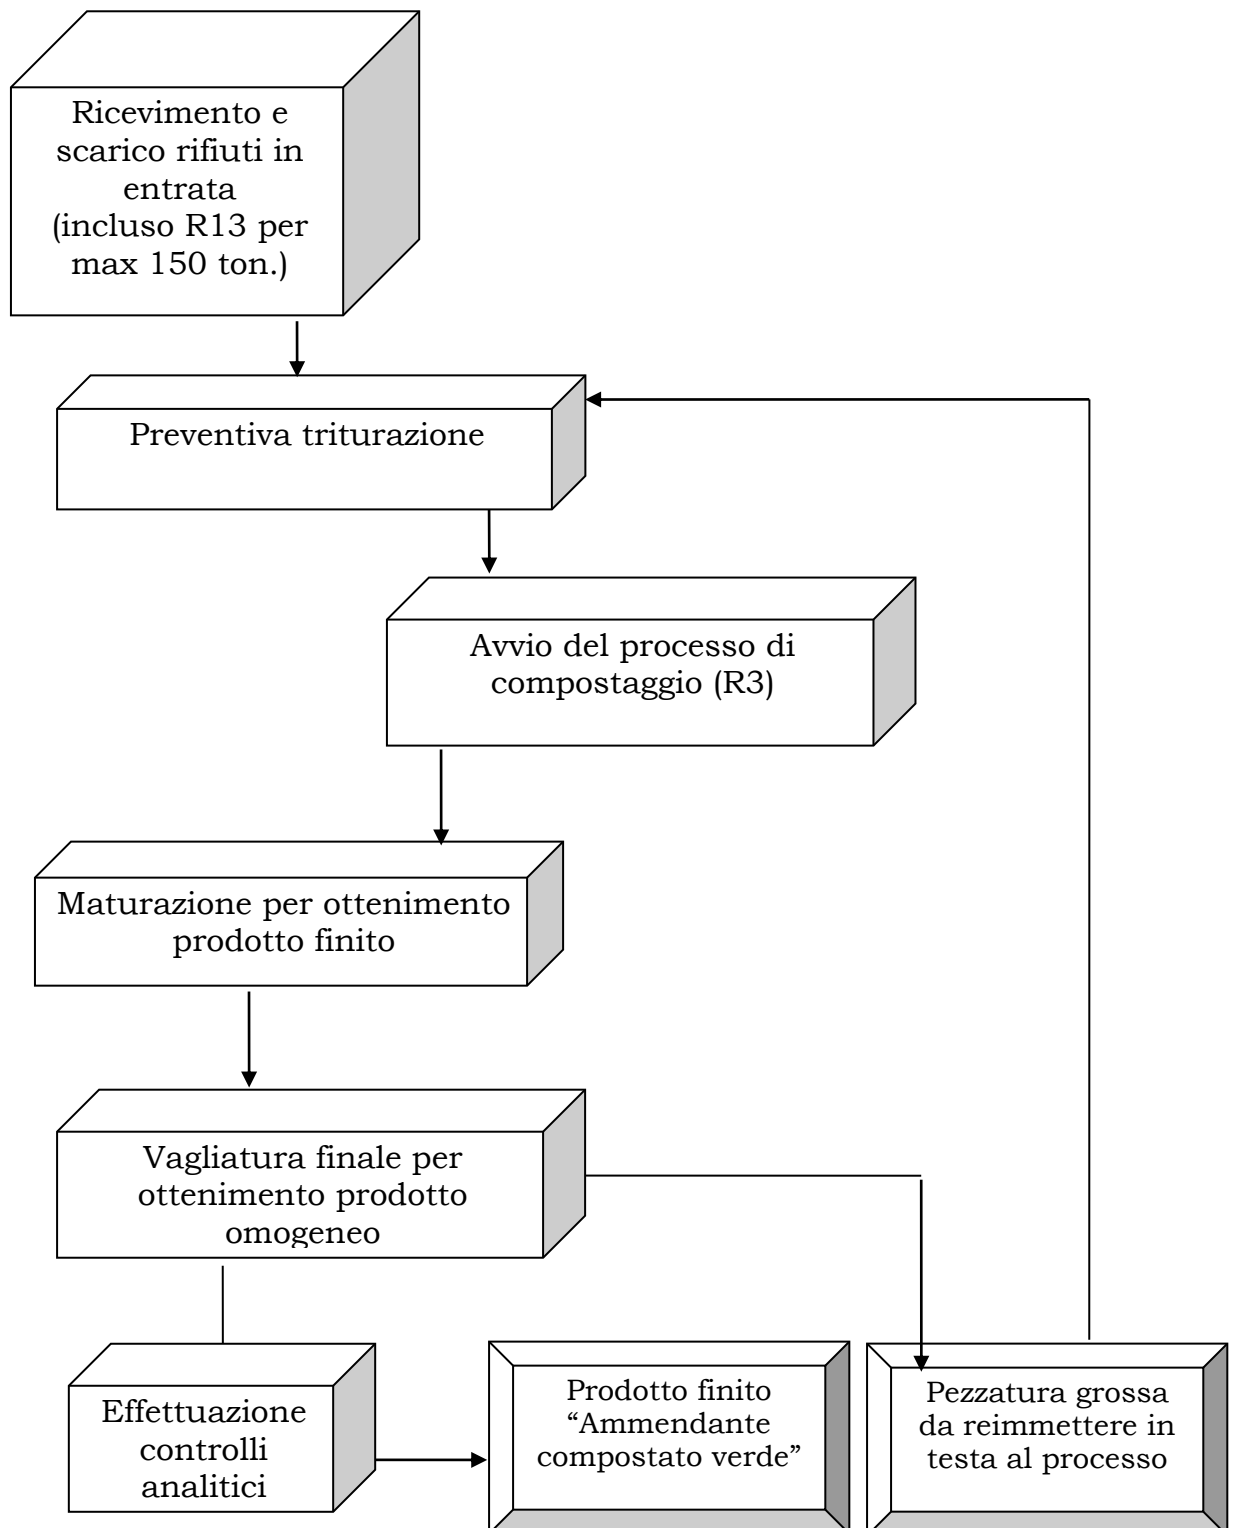 Ricevimento e
scarico rifiuti in
entrata
(incluso R13 per
max 150 ton.)
Preventiva triturazione
Avvio del processo di
compostaggio (R3)
Maturazione per ottenimento
prodotto finito
Vagliatura finale per
ottenimento prodotto
omogeneo
Effettuazione
controlli
analitici
Prodotto finito
“Ammendante
compostato verde”
Pezzatura grossa
da reimmettere in
testa al processo